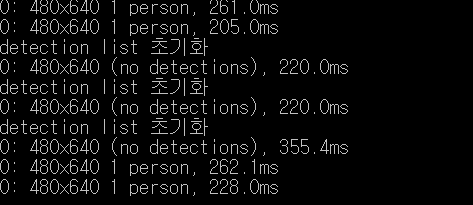 0: 480x640 1 person, 261.0ms
0: 480x640 1 person, 205.0ms
detection list 초기화
0: 480x640 (no detections), 220.0ms
detection list 초기화
0: 480x640 (no detections), 220.0ms
detection list 초기화
0: 480x640 (no detections), 355.4ms
0: 480x640 1 person, 262.1ms
0: 480x640 1 person, 228.0ms